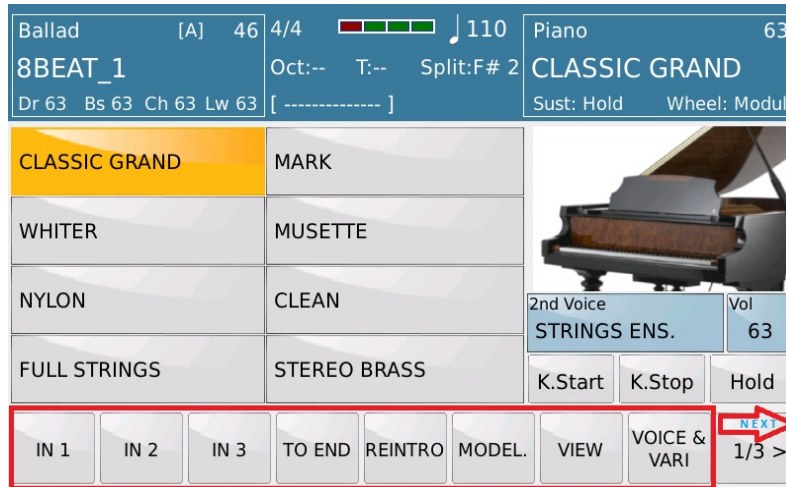 Ballad [A] 46
8BEAT_1
Dr 63 Bs 63 Ch 63 Lw 63
4/4 110
Oct:-- T:-- Split:F# 2
[ -------------- ]
Piano 63
CLASSIC GRAND
Sust: Hold Wheel: Modul
CLASSIC GRAND
MARK
WHITER
MUSETTE
NYLON
CLEAN
FULL STRINGS
STEREO BRASS
2nd Voice Vol
STRINGS ENS. 63
K.Start K.Stop Hold
IN 1 IN 2 IN 3 TO END REINTRO MODEL. VIEW
VOICE &
VARI
NEXT
1/3 >